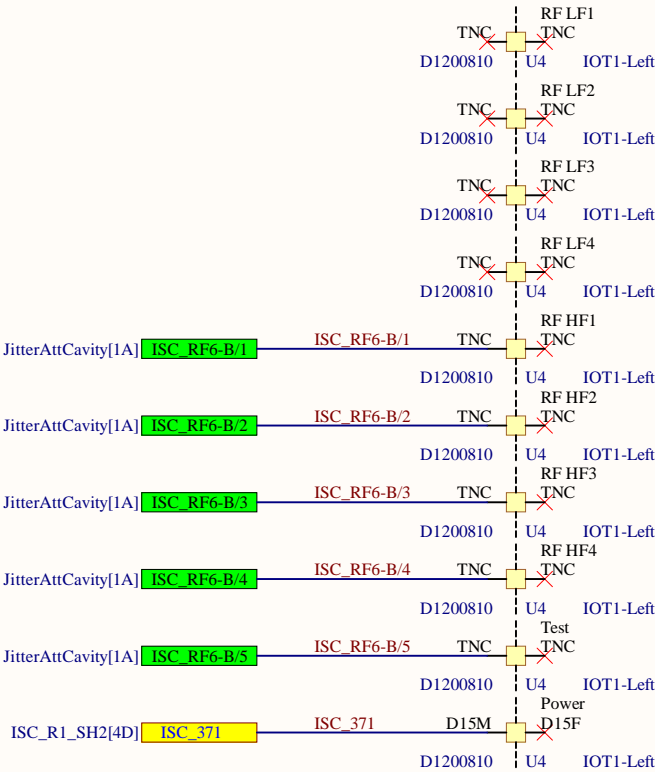 RF LF1
TNC TNC
D1200810 U4 IOT1-Left
RF LF2
TNC TNC
D1200810 U4 IOT1-Left
RF LF3
TNC TNC
D1200810 U4 IOT1-Left
RF LF4
TNC TNC
D1200810 U4 IOT1-Left
RF HF1
JitterAttCavity[1A] ISC_RF6-B/1 ISC_RF6-B/1 TNC TNC
D1200810 U4 IOT1-Left
RF HF2
JitterAttCavity[1A] ISC_RF6-B/2 ISC_RF6-B/2 TNC TNC
D1200810 U4 IOT1-Left
RF HF3
JitterAttCavity[1A] ISC_RF6-B/3 ISC_RF6-B/3 TNC TNC
D1200810 U4 IOT1-Left
RF HF4
JitterAttCavity[1A] ISC_RF6-B/4 ISC_RF6-B/4 TNC TNC
D1200810 U4 IOT1-Left
Test
JitterAttCavity[1A] ISC_RF6-B/5 ISC_RF6-B/5 TNC TNC
D1200810 U4 IOT1-Left
Power
ISC_R1_SH2[4D] ISC_371 ISC_371 D15M D15F
D1200810 U4 IOT1-Left